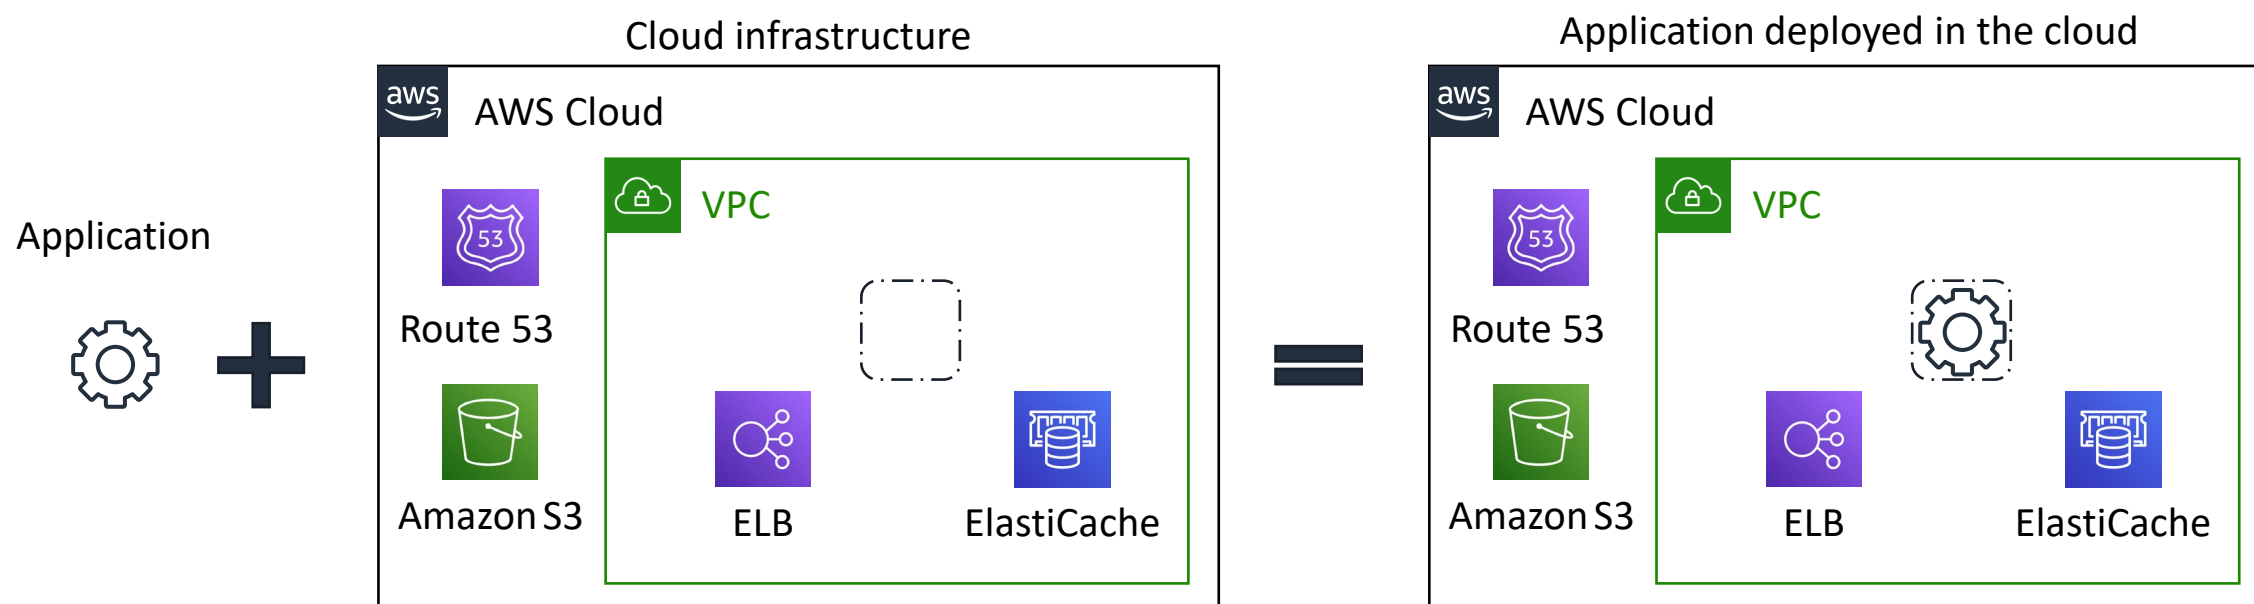 Cloud infrastructure
Application deployed in the cloud
Application
aws
AWS Cloud
VPC
53
Route 53
Amazon S3
ELB
ElastiCache
aws
AWS Cloud
VPC
53
Route 53
Amazon S3
ELB
ElastiCache